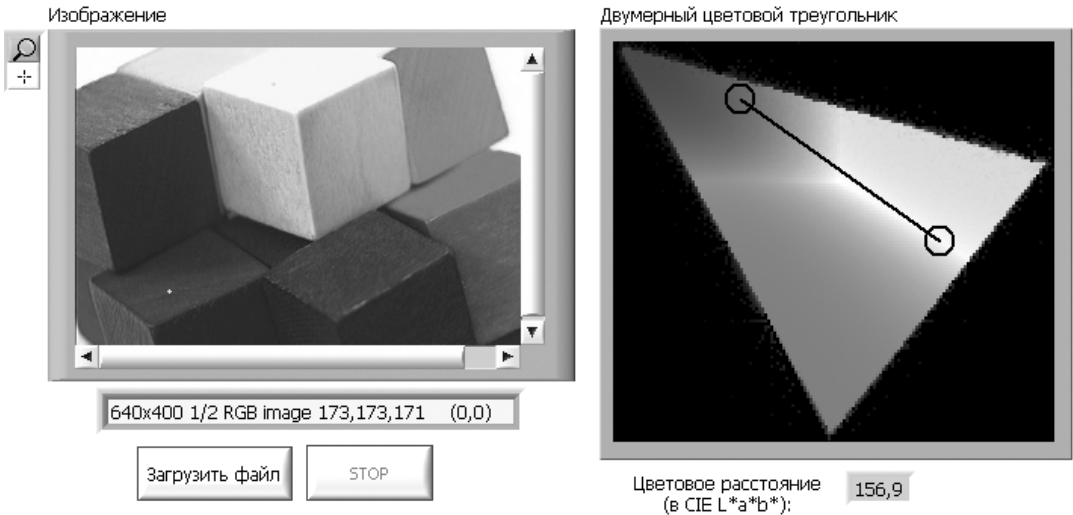 Изображение
Двумерный цветовой треугольник
640x400 1/2 RGB image 173,173,171 (0,0)
Загрузить файл
STOP
Цветовое расстояние
(в CIE L*a*b*):
156,9